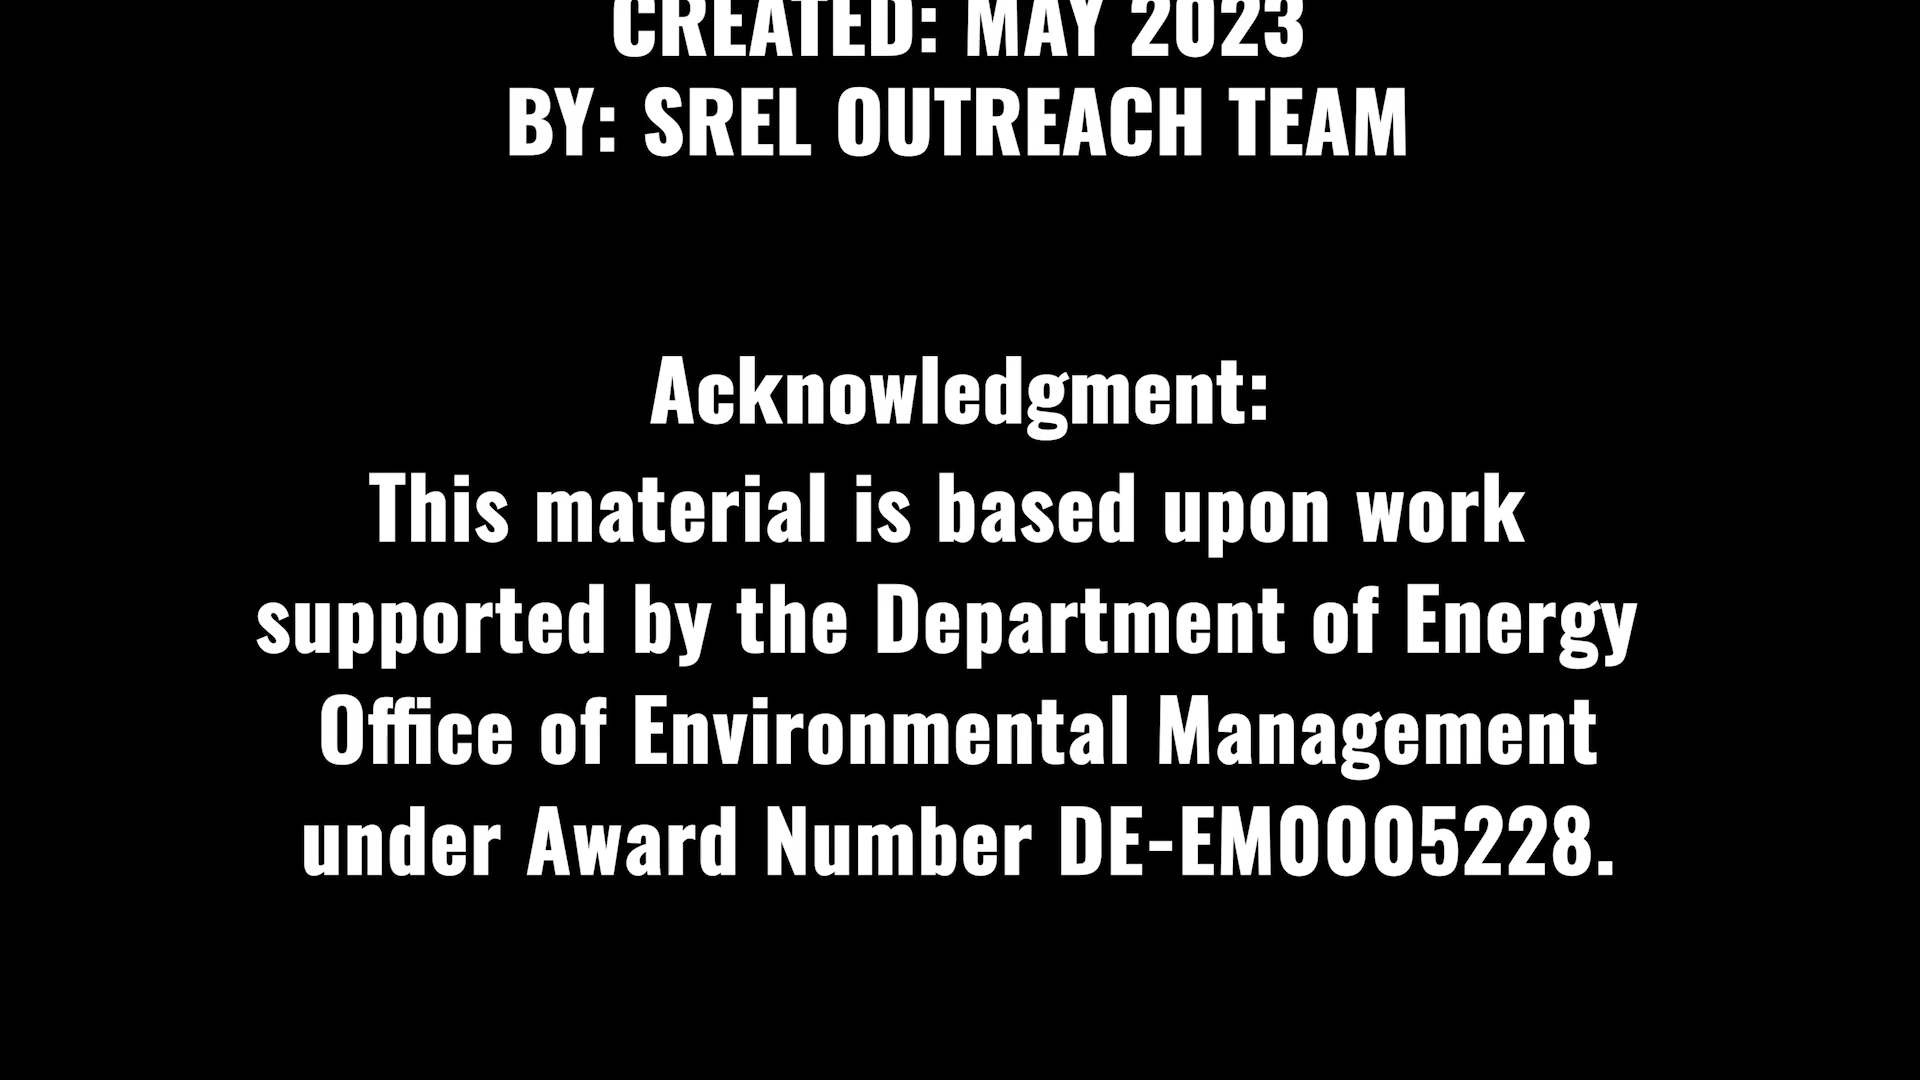 CREATED: MAY 2023
BY: SREL OUTREACH TEAM
Acknowledgment:
This material is based upon work
supported by the Department of Energy
Office of Environmental Management
under Award Number DE-EM0005228.